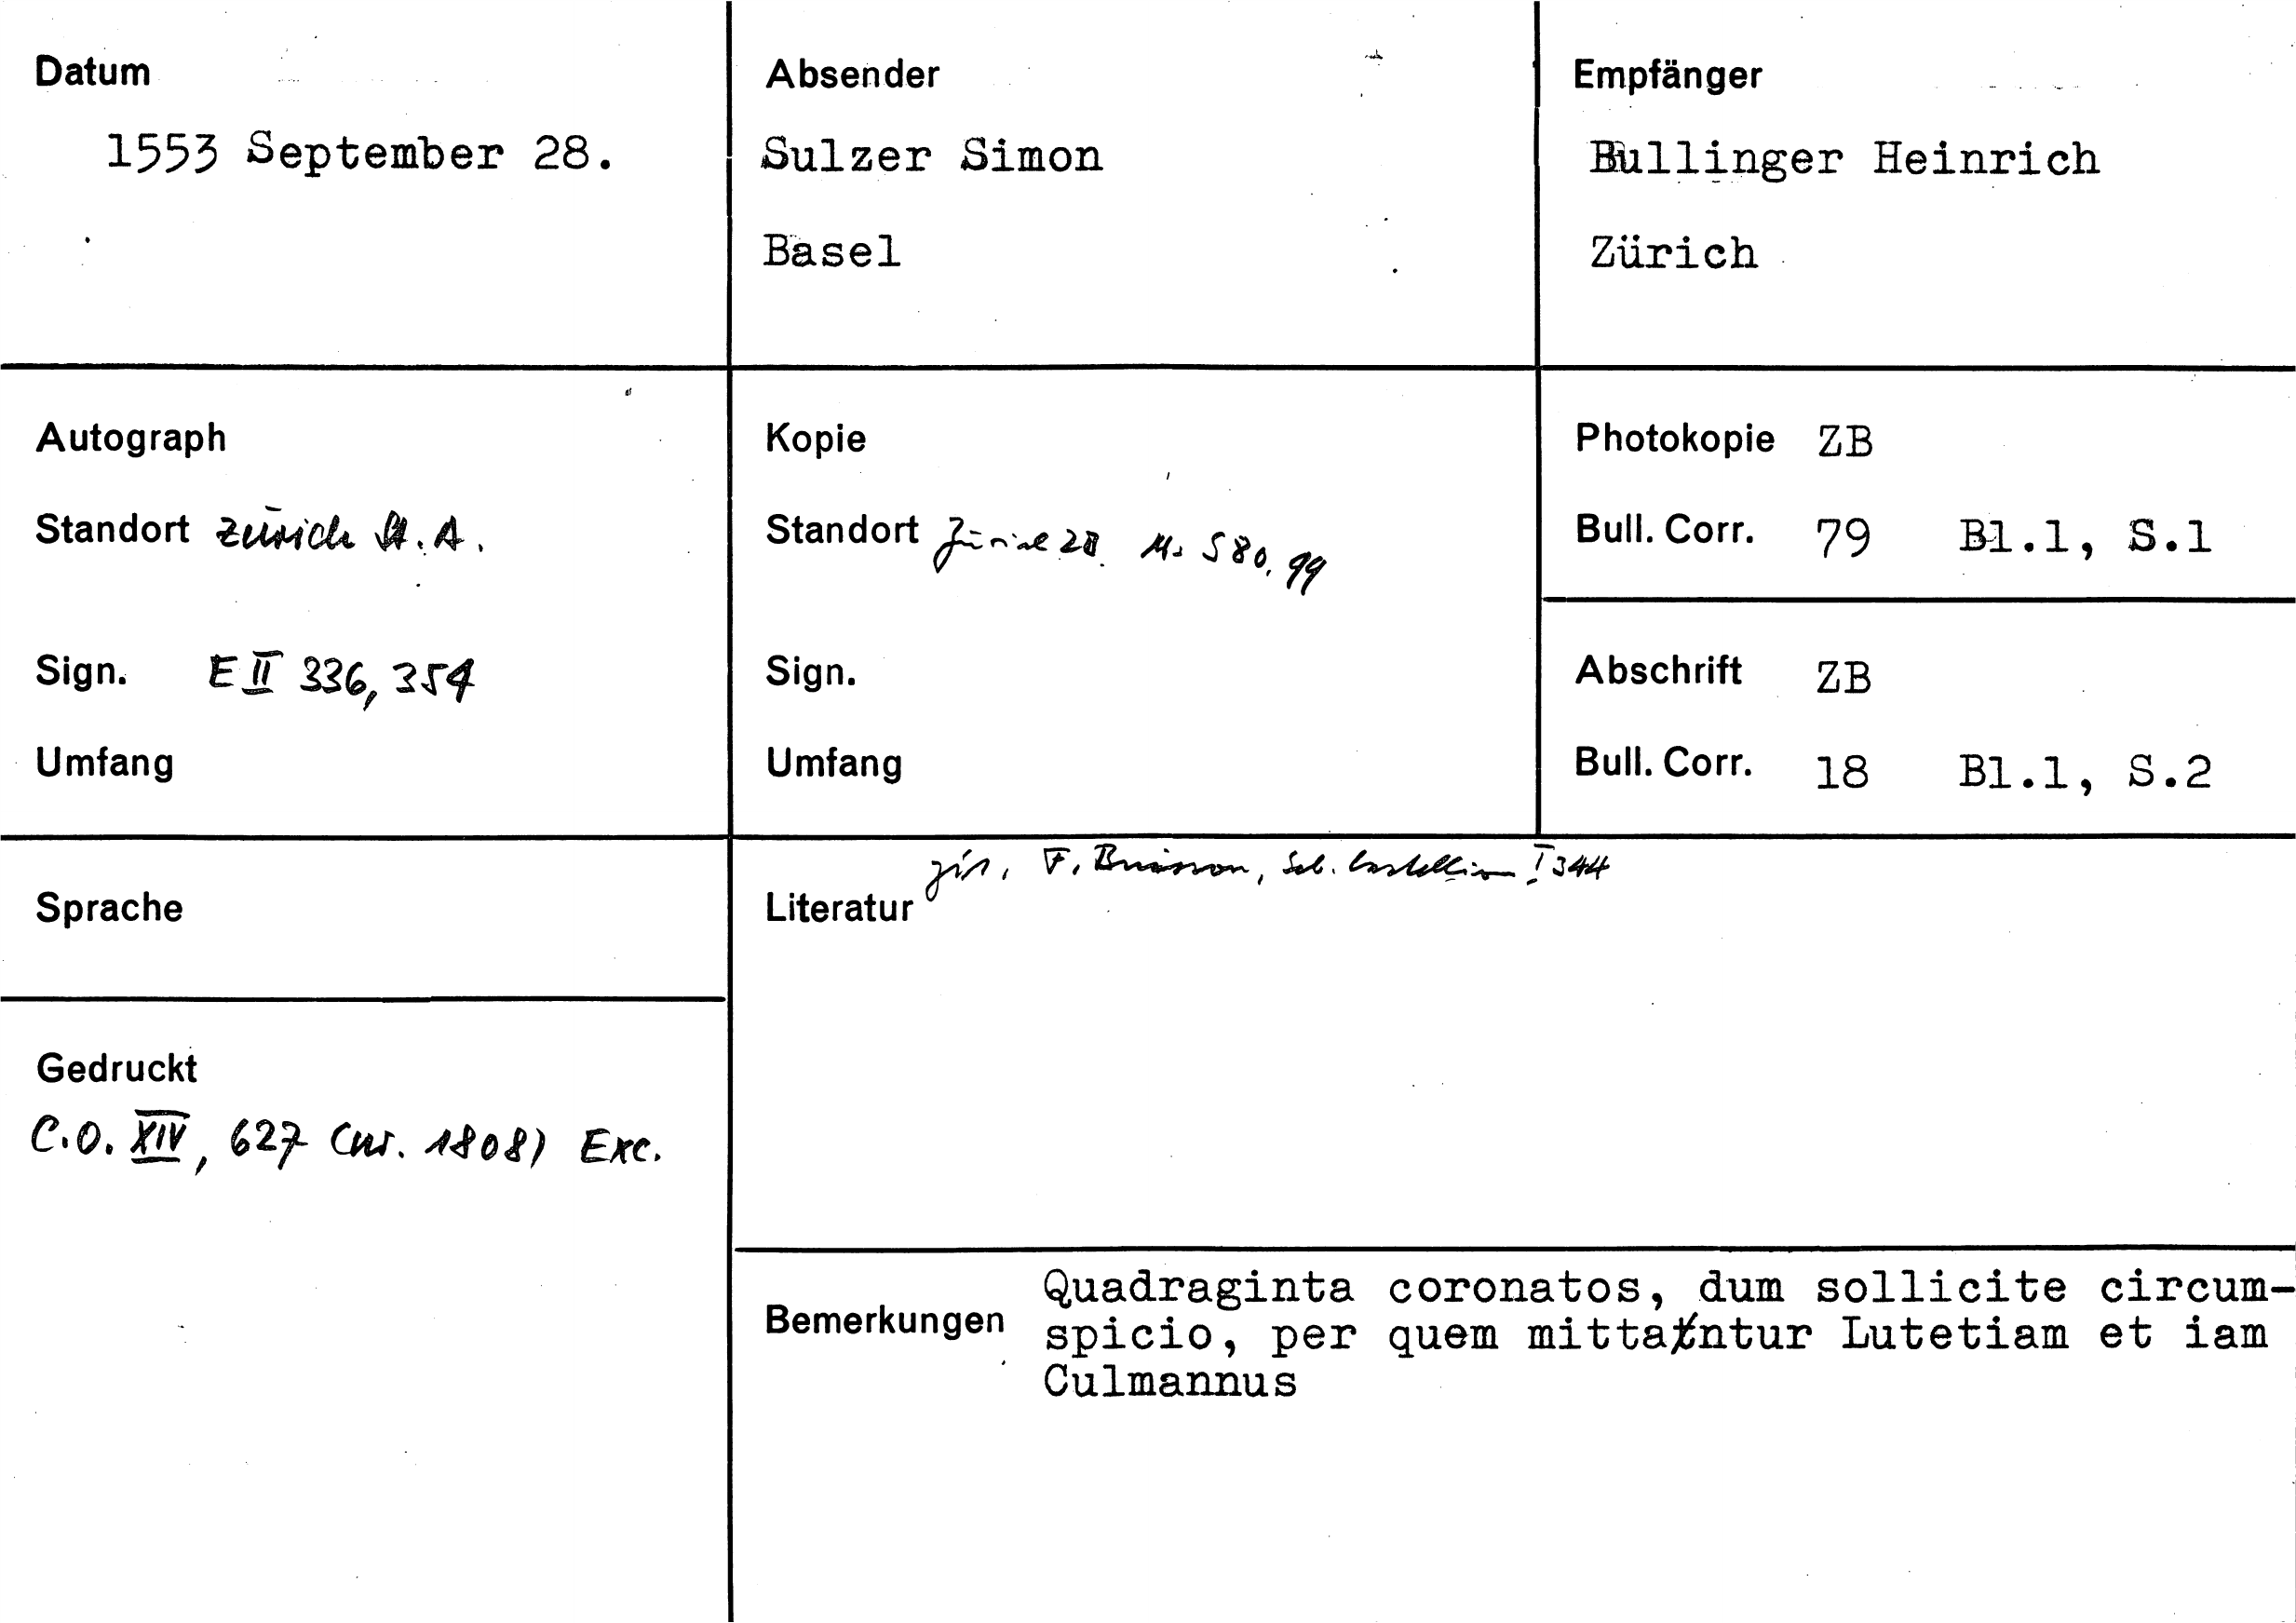 Datum
1553 September 28.
Absender
Sulzer Simon
Basel
Empfänger
Bullinger Heinrich
Zürich
Autograph
Standort Zürich St. A.
Sign. E II 336, 354
Umfang
Kopie
Standort Zürich ZB Ms S 80, 99
Sign.
Umfang
Photokopie ZB
Bull. Corr. 79 Bl.1, S.1
Abschrift ZB
Bull. Corr. 18 Bl.1, S.2
Sprache
Gedruckt
C.O. XIV, 627 (nr. 1808) Exc.
Literatur zit. F. Buisson, Seb. Castellion I 344
Bemerkungen
Quadraginta coronatos, dum sollicite circum-
spicio, per quem mittantur Lutetiam et iam
Culmannus